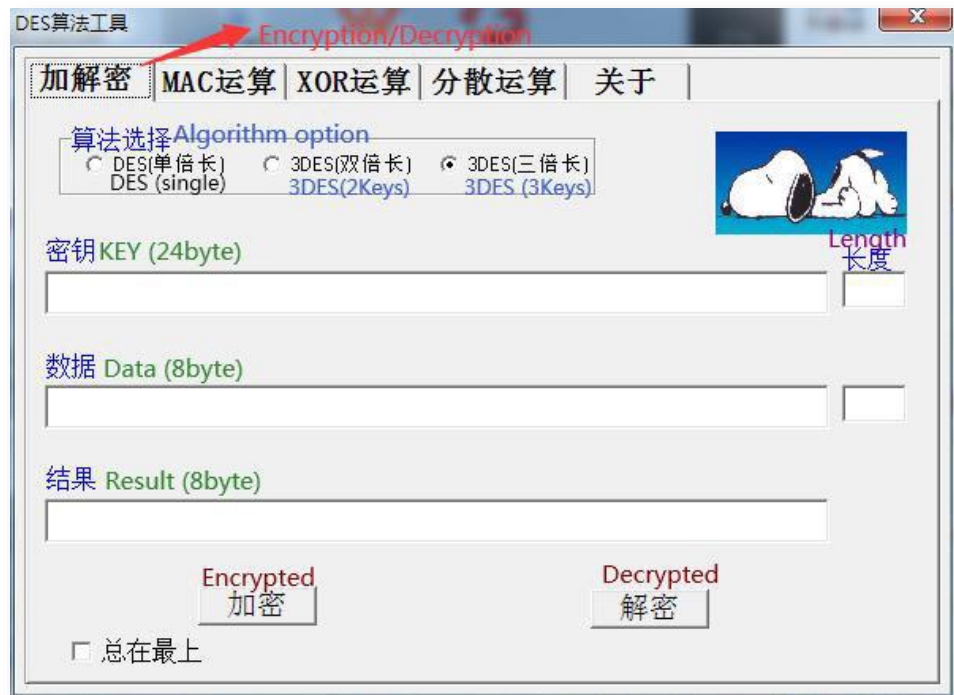 DES算法工具
Encryption/Decryption
加解密 MAC运算 XOR运算 分散运算 关于
算法选择 Algorithm option
DES(单倍长) 3DES(双倍长) 3DES(三倍长)
DES (single) 3DES(2Keys) 3DES (3Keys)
密钥 KEY (24byte) Length
长度
数据 Data (8byte)
结果 Result (8byte)
Encrypted Decrypted
加密 解密
总在最上